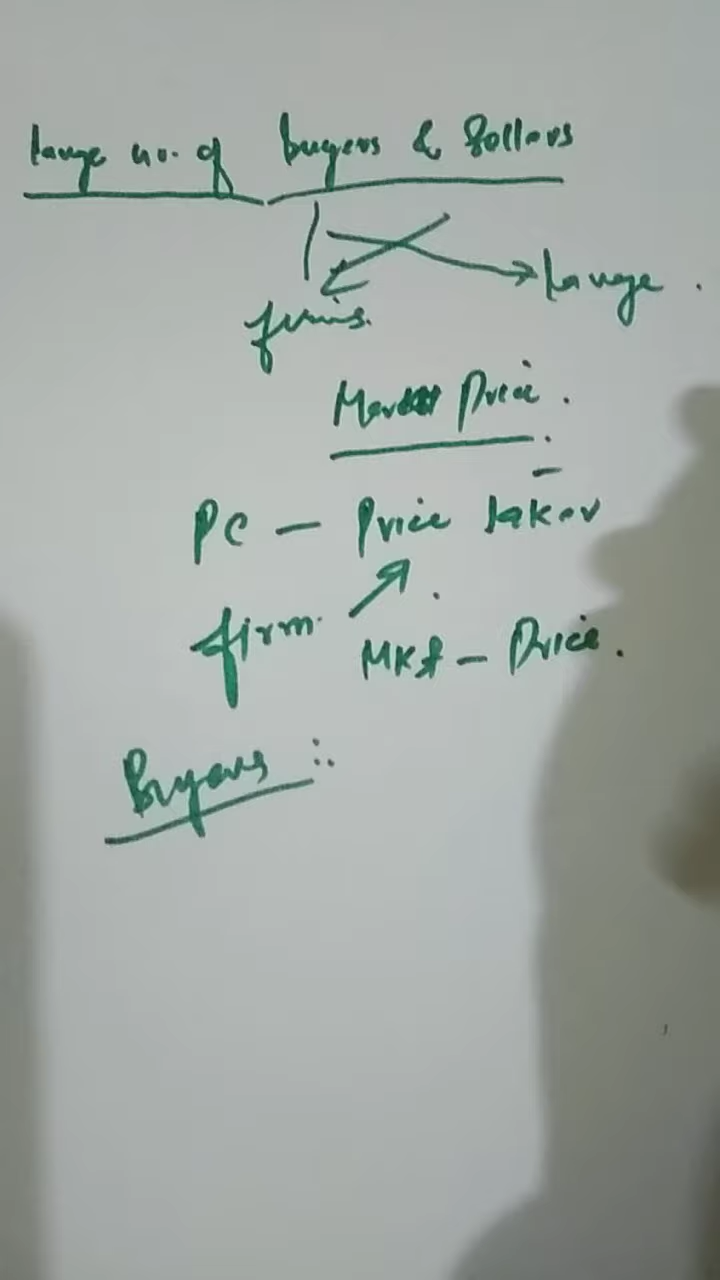 large no. of buyers & Sellers
large.
firms.
Market Price.
PC - Price taker
firm.
Mkt - Price.
Buyers :